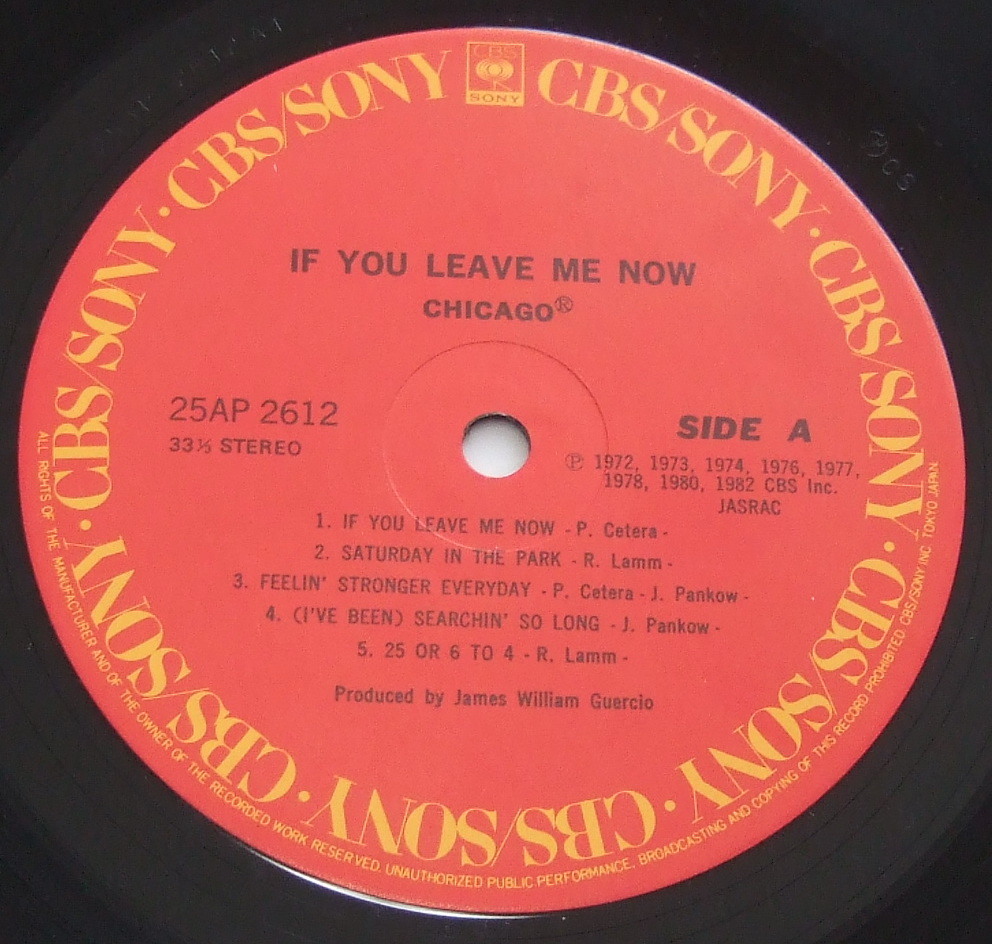 CBS
SONY
CBS/SONY · CBS/SONY · CBS/SONY · CBS/SONY · CBS/SONY · CBS/SONY · CBS/SONY · CBS/SONY
IF YOU LEAVE ME NOW
CHICAGO®
25AP 2612
33⅓ STEREO
SIDE A
℗ 1972, 1973, 1974, 1976, 1977,
1978, 1980, 1982 CBS Inc.
JASRAC
1. IF YOU LEAVE ME NOW - P. Cetera -
2. SATURDAY IN THE PARK - R. Lamm -
3. FEELIN' STRONGER EVERYDAY - P. Cetera - J. Pankow -
4. (I'VE BEEN) SEARCHIN' SO LONG - J. Pankow -
5. 25 OR 6 TO 4 - R. Lamm -
Produced by James William Guercio
ALL RIGHTS OF THE MANUFACTURER AND OF THE OWNER OF THE RECORDED WORK RESERVED. UNAUTHORIZED PUBLIC PERFORMANCE, BROADCASTING AND COPYING OF THIS RECORD PROHIBITED CBS/SONY INC. TOKYO JAPAN